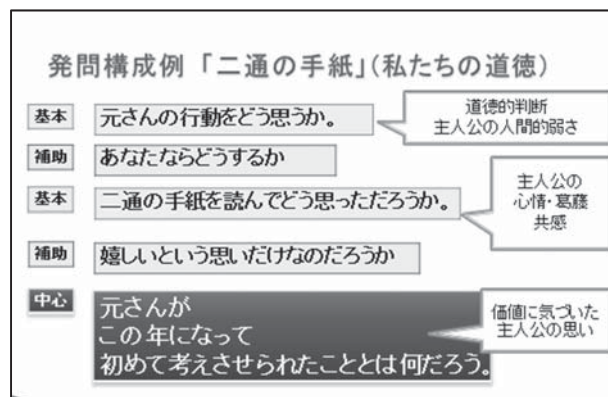 発問構成例 「二通の手紙」(私たちの道徳)
基本
元さんの行動をどう思うか。
道徳的判断
主人公の人間的弱さ
補助
あなたならどうするか
基本
二通の手紙を読んでどう思っただろうか。
主人公の
心情・葛藤
共感
補助
嬉しいという思いだけなのだろうか
中心
元さんが
この年になって
初めて考えさせられたこととは何だろう。
価値に気づいた
主人公の思い